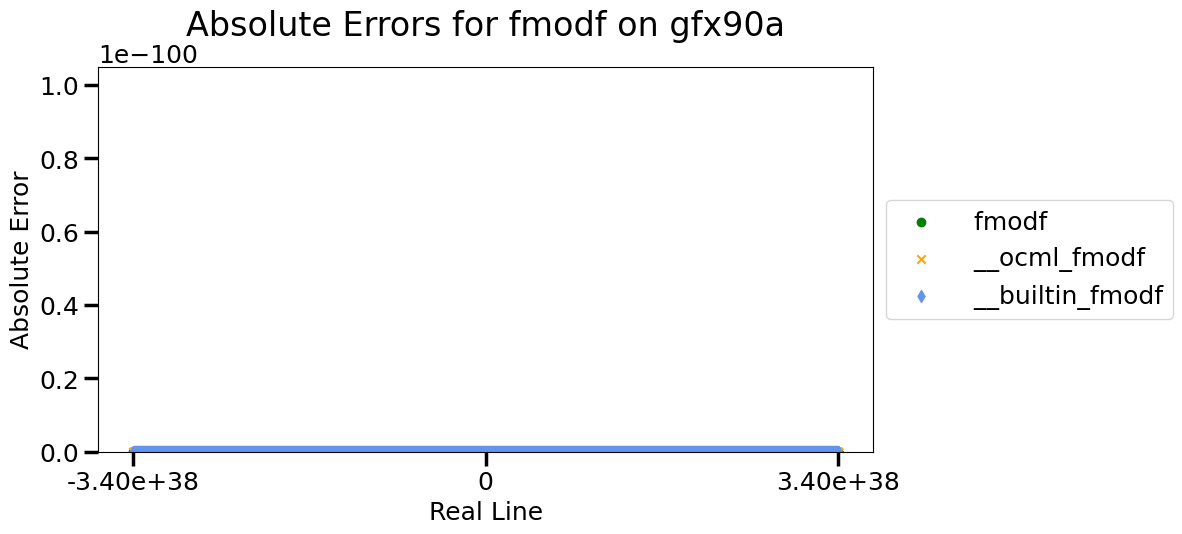 Absolute Errors for fmodf on gfx90a
1e−100
1.0
0.8
0.6
0.4
0.2
0.0
Absolute Error
-3.40e+38
0
3.40e+38
Real Line
fmodf
__ocml_fmodf
__builtin_fmodf